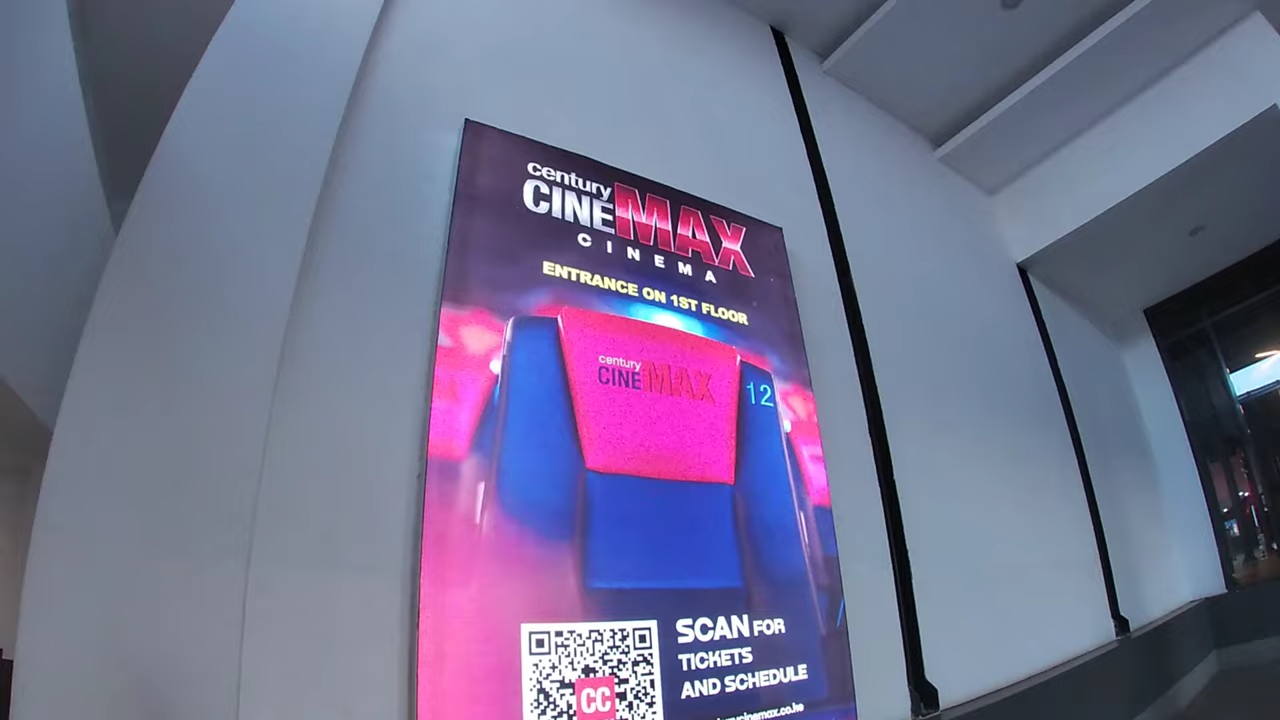 century
CINEMAX
CINEMA
ENTRANCE ON 1ST FLOOR
century
CINEMAX
12
SCAN FOR
TICKETS
AND SCHEDULE
CC